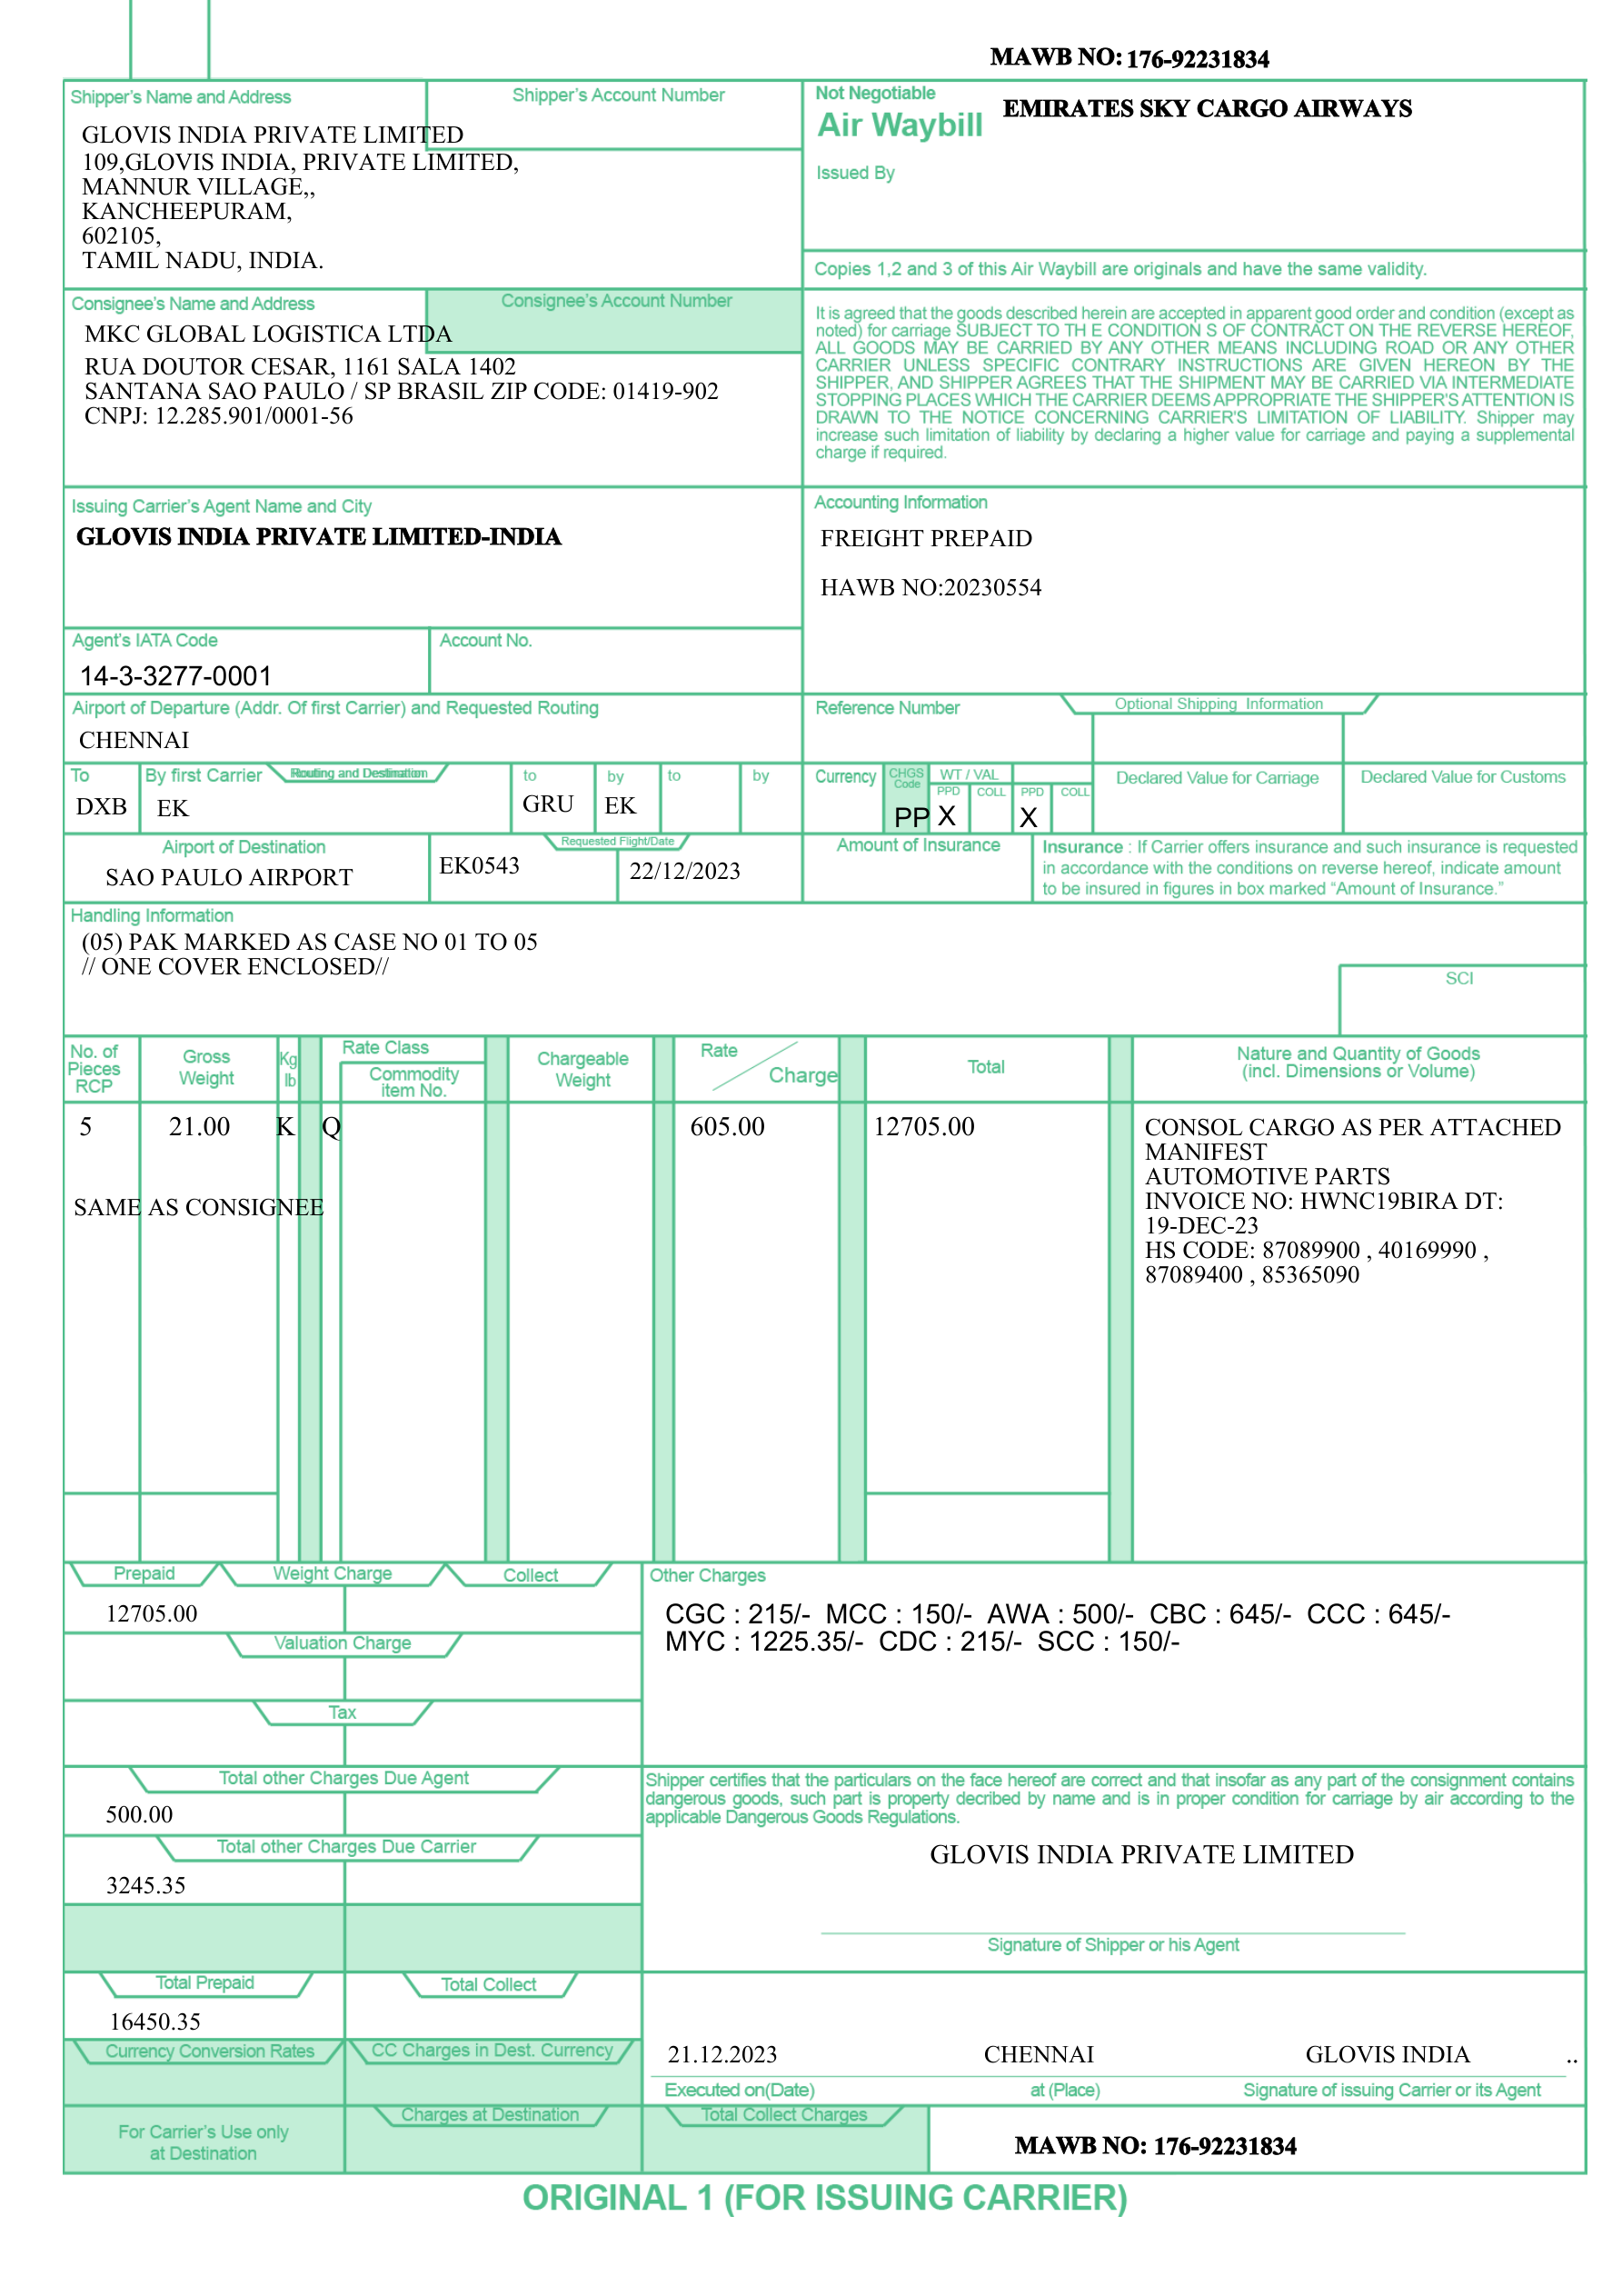 MAWB NO: 176-92231834
Shipper's Name and Address
Shipper's Account Number
GLOVIS INDIA PRIVATE LIMITED
109,GLOVIS INDIA, PRIVATE LIMITED,
MANNUR VILLAGE,,
KANCHEEPURAM,
602105,
TAMIL NADU, INDIA.
Not Negotiable
Air Waybill
EMIRATES SKY CARGO AIRWAYS
Issued By
Copies 1,2 and 3 of this Air Waybill are originals and have the same validity.
Consignee's Name and Address
Consignee's Account Number
MKC GLOBAL LOGISTICA LTDA
RUA DOUTOR CESAR, 1161 SALA 1402
SANTANA SAO PAULO / SP BRASIL ZIP CODE: 01419-902
CNPJ: 12.285.901/0001-56
It is agreed that the goods described herein are accepted in apparent good order and condition (except as
noted) for carriage SUBJECT TO TH E CONDITION S OF CONTRACT ON THE REVERSE HEREOF,
ALL GOODS MAY BE CARRIED BY ANY OTHER MEANS INCLUDING ROAD OR ANY OTHER
CARRIER UNLESS SPECIFIC CONTRARY INSTRUCTIONS ARE GIVEN HEREON BY THE
SHIPPER, AND SHIPPER AGREES THAT THE SHIPMENT MAY BE CARRIED VIA INTERMEDIATE
STOPPING PLACES WHICH THE CARRIER DEEMS APPROPRIATE THE SHIPPER'S ATTENTION IS
DRAWN TO THE NOTICE CONCERNING CARRIER'S LIMITATION OF LIABILITY. Shipper may
increase such limitation of liability by declaring a higher value for carriage and paying a supplemental
charge if required.
Issuing Carrier's Agent Name and City
GLOVIS INDIA PRIVATE LIMITED-INDIA
Accounting Information
FREIGHT PREPAID
HAWB NO:20230554
Agent's IATA Code
Account No.
14-3-3277-0001
Airport of Departure (Addr. Of first Carrier) and Requested Routing
CHENNAI
Reference Number
Optional Shipping Information
To
By first Carrier
Routing and Destination
to
by
to
by
DXB
EK
GRU
EK
Currency
CHGS
Code
WT / VAL
PPD
COLL
PPD
COLL
PP
X
X
Declared Value for Carriage
Declared Value for Customs
Airport of Destination
SAO PAULO AIRPORT
Requested Flight/Date
EK0543
22/12/2023
Amount of Insurance
Insurance : If Carrier offers insurance and such insurance is requested
in accordance with the conditions on reverse hereof, indicate amount
to be insured in figures in box marked “Amount of Insurance.”
Handling Information
(05) PAK MARKED AS CASE NO 01 TO 05
// ONE COVER ENCLOSED//
SCI
No. of
Pieces
RCP
Gross
Weight
Kg
lb
Rate Class
Commodity
item No.
Chargeable
Weight
Rate
Charge
Total
Nature and Quantity of Goods
(incl. Dimensions or Volume)
5
21.00
K
Q
605.00
12705.00
SAME AS CONSIGNEE
CONSOL CARGO AS PER ATTACHED
MANIFEST
AUTOMOTIVE PARTS
INVOICE NO: HWNC19BIRA DT:
19-DEC-23
HS CODE: 87089900 , 40169990 ,
87089400 , 85365090
Prepaid
Weight Charge
Collect
12705.00
Valuation Charge
Tax
Other Charges
CGC : 215/- MCC : 150/- AWA : 500/- CBC : 645/- CCC : 645/-
MYC : 1225.35/- CDC : 215/- SCC : 150/-
Total other Charges Due Agent
500.00
Total other Charges Due Carrier
3245.35
Shipper certifies that the particulars on the face hereof are correct and that insofar as any part of the consignment contains
dangerous goods, such part is property decribed by name and is in proper condition for carriage by air according to the
applicable Dangerous Goods Regulations.
GLOVIS INDIA PRIVATE LIMITED
Signature of Shipper or his Agent
Total Prepaid
Total Collect
16450.35
Currency Conversion Rates
CC Charges in Dest. Currency
21.12.2023
CHENNAI
GLOVIS INDIA
..
Executed on(Date)
at (Place)
Signature of issuing Carrier or its Agent
For Carrier's Use only
at Destination
Charges at Destination
Total Collect Charges
MAWB NO: 176-92231834
ORIGINAL 1 (FOR ISSUING CARRIER)